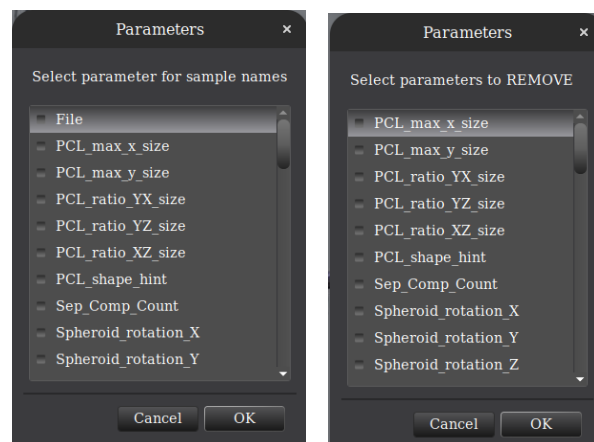 Parameters ×
Select parameter for sample names
File
PCL_max_x_size
PCL_max_y_size
PCL_ratio_YX_size
PCL_ratio_YZ_size
PCL_ratio_XZ_size
PCL_shape_hint
Sep_Comp_Count
Spheroid_rotation_X
Spheroid_rotation_Y
Cancel OK
Parameters ×
Select parameters to REMOVE
PCL_max_x_size
PCL_max_y_size
PCL_ratio_YX_size
PCL_ratio_YZ_size
PCL_ratio_XZ_size
PCL_shape_hint
Sep_Comp_Count
Spheroid_rotation_X
Spheroid_rotation_Y
Spheroid_rotation_Z
Cancel OK